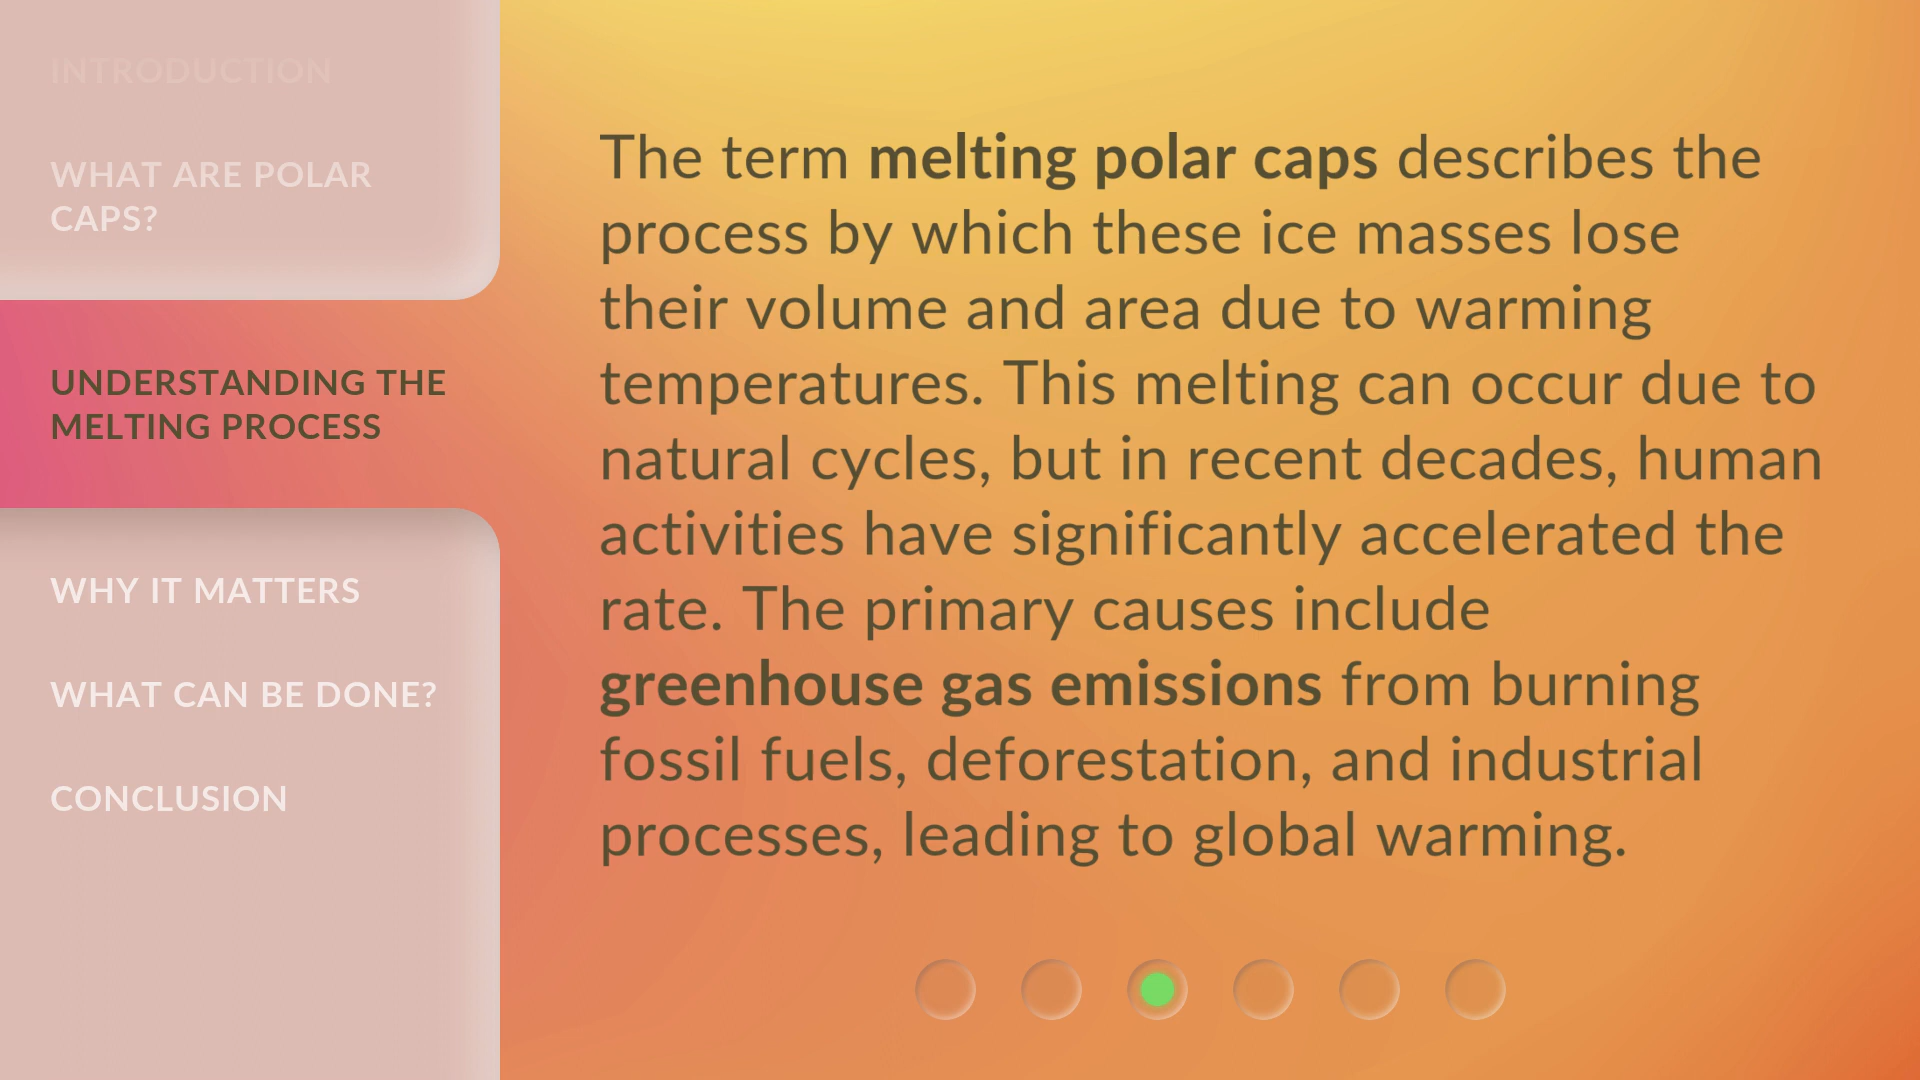 INTRODUCTION
WHAT ARE POLAR
CAPS?
UNDERSTANDING THE
MELTING PROCESS
WHY IT MATTERS
WHAT CAN BE DONE?
CONCLUSION
The term melting polar caps describes the
process by which these ice masses lose
their volume and area due to warming
temperatures. This melting can occur due to
natural cycles, but in recent decades, human
activities have significantly accelerated the
rate. The primary causes include
greenhouse gas emissions from burning
fossil fuels, deforestation, and industrial
processes, leading to global warming.